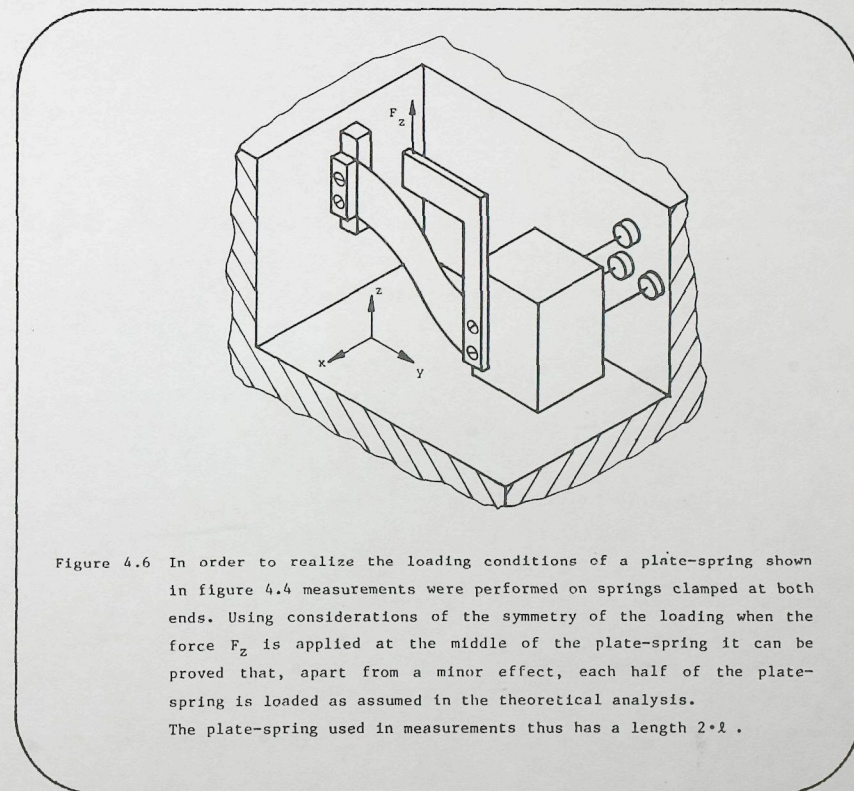 F
z
z
x
y
Figure 4.6 In order to realize the loading conditions of a plate-spring shown
in figure 4.4 measurements were performed on springs clamped at both
ends. Using considerations of the symmetry of the loading when the
force Fz is applied at the middle of the plate-spring it can be
proved that, apart from a minor effect, each half of the plate-
spring is loaded as assumed in the theoretical analysis.
The plate-spring used in measurements thus has a length 2•ℓ .